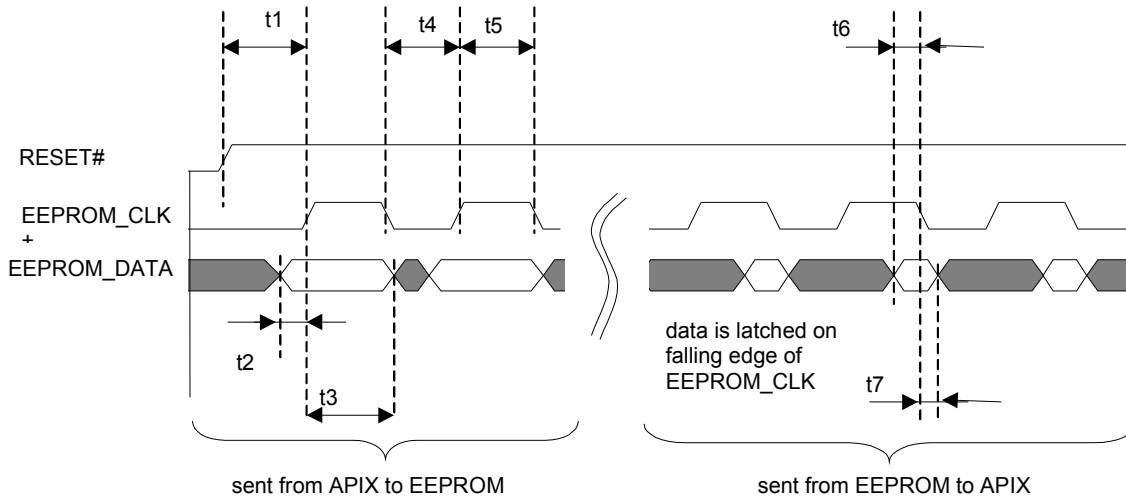 t1
t4
t5
t6
RESET#
EEPROM_CLK
+
EEPROM_DATA
t2
t3
data is latched on
falling edge of
EEPROM_CLK
t7
sent from APIX to EEPROM
sent from EEPROM to APIX